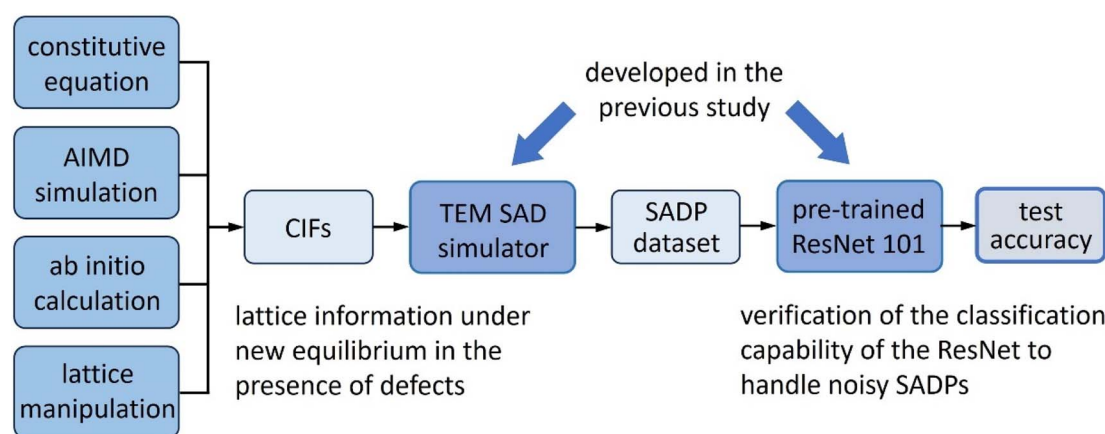 constitutive
equation
AIMD
simulation
ab initio
calculation
lattice
manipulation
CIFs
lattice information under
new equilibrium in the
presence of defects
developed in the
previous study
TEM SAD
simulator
SADP
dataset
pre-trained
ResNet 101
test
accuracy
verification of the classification
capability of the ResNet to
handle noisy SADPs